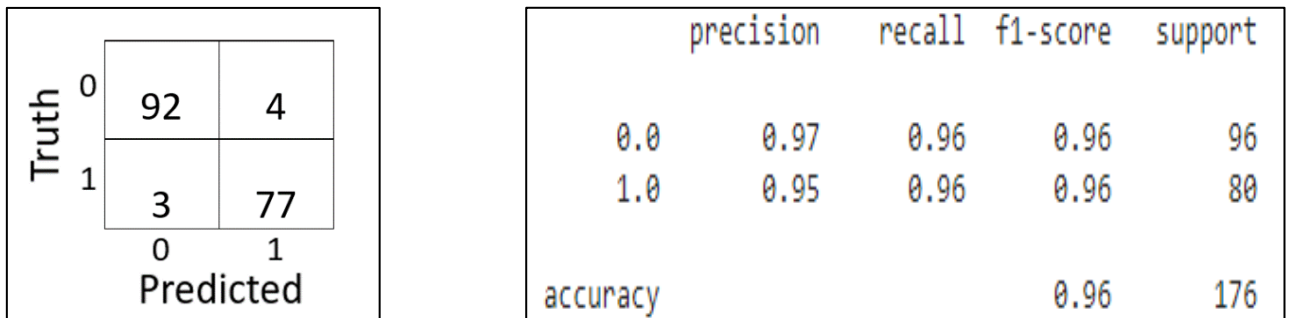 Truth
0 92 4
1 3 77
0 1
Predicted
precision recall f1-score support
0.0 0.97 0.96 0.96 96
1.0 0.95 0.96 0.96 80
accuracy 0.96 176